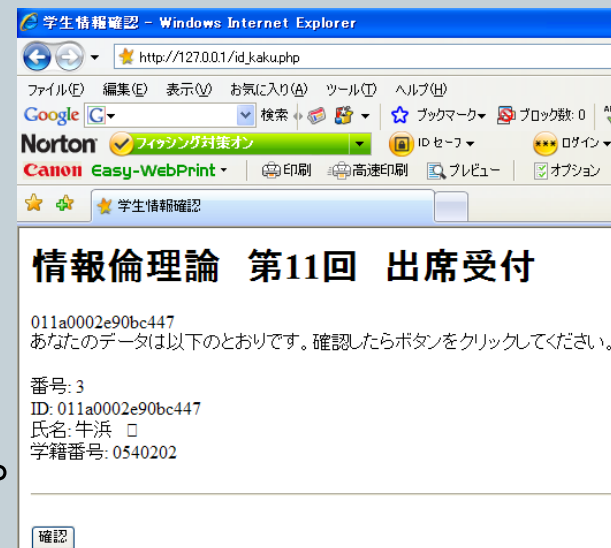 学生情報確認 - Windows Internet Explorer
http://127.0.0.1/id_kaku.php
ファイル(F) 編集(E) 表示(V) お気に入り(A) ツール(T) ヘルプ(H)
Google G 検索 ブックマーク ブロック数: 0
Norton フィッシング対策オン ID セーフ ログイン
Canon Easy-WebPrint 印刷 高速印刷 プレビュー オプション
学生情報確認
情報倫理論 第11回 出席受付
011a0002e90bc447
あなたのデータは以下のとおりです。確認したらボタンをクリックしてください。
番号: 3
ID: 011a0002e90bc447
氏名: 牛浜 □
学籍番号: 0540202
確認